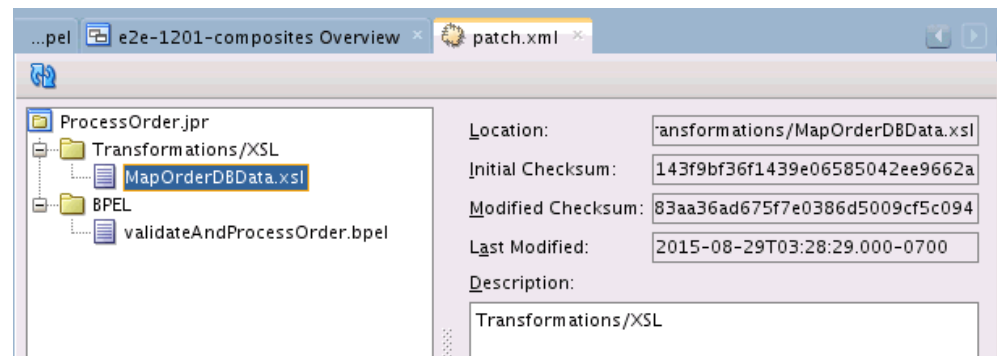 ...pel e2e-1201-composites Overview patch.xml
ProcessOrder.jpr
Transformations/XSL
MapOrderDBData.xsl
BPEL
validateAndProcessOrder.bpel
Location: ransformations/MapOrderDBData.xsl
Initial Checksum: 143f9bf36f1439e06585042ee9662a
Modified Checksum: 83aa36ad675f7e0386d5009cf5c094
Last Modified: 2015-08-29T03:28:29.000-0700
Description:
Transformations/XSL